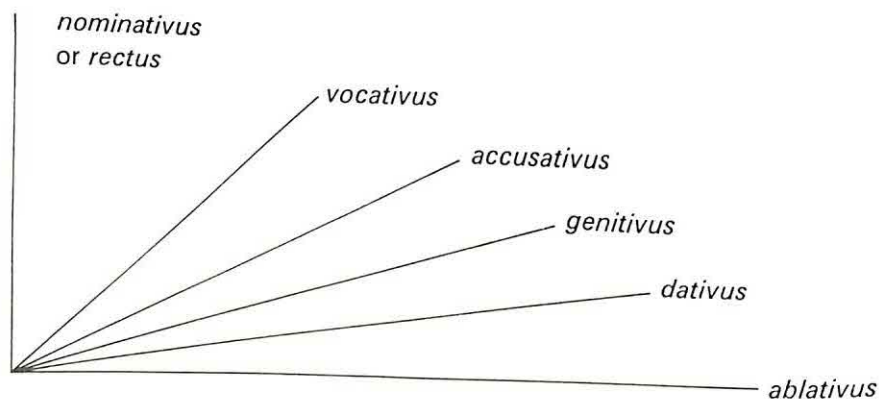 nominativus
or rectus
vocativus
accusativus
genitivus
dativus
ablativus